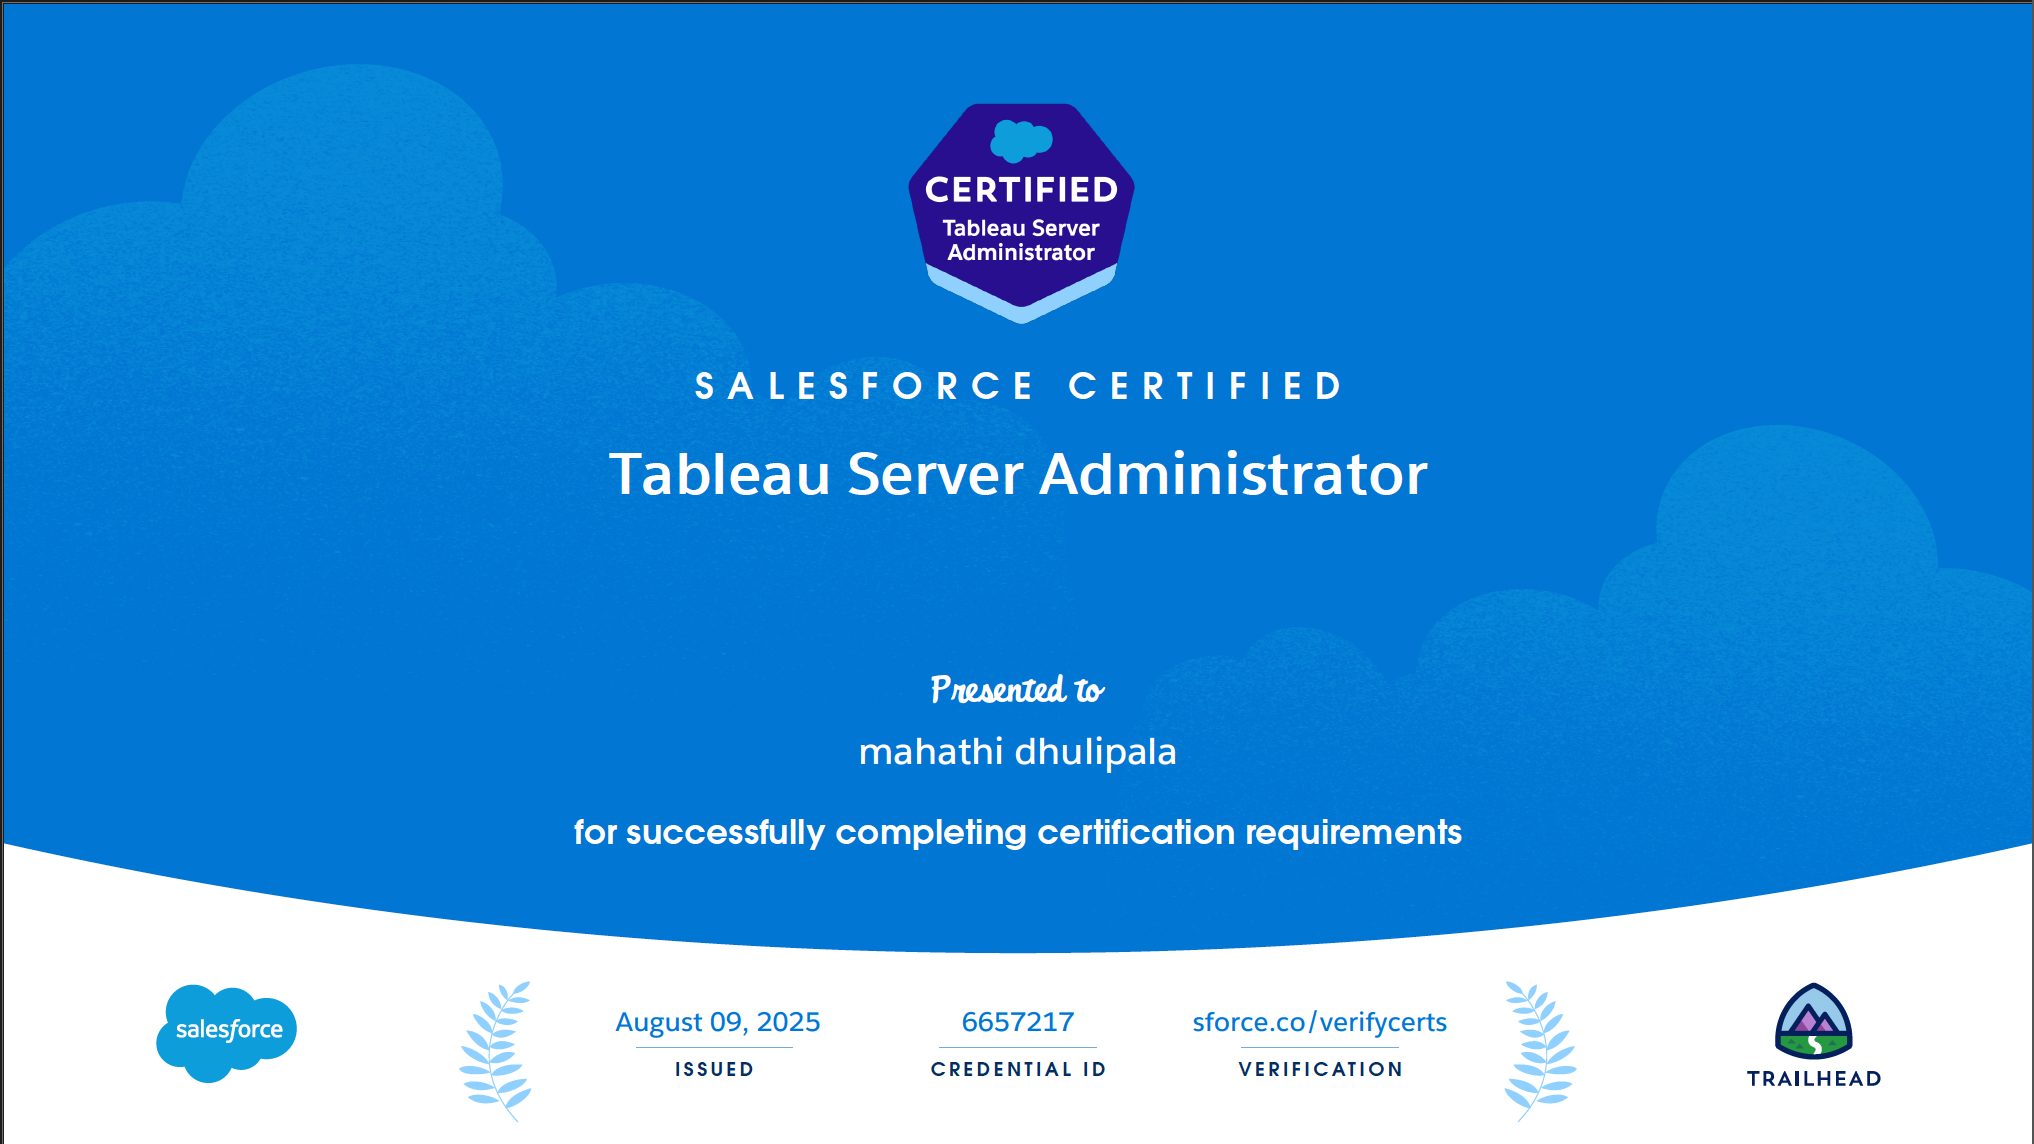 CERTIFIED
Tableau Server
Administrator
SALESFORCE CERTIFIED
Tableau Server Administrator
Presented to
mahathi dhulipala
for successfully completing certification requirements
salesforce
August 09, 2025
ISSUED
6657217
CREDENTIAL ID
sforce.co/verifycerts
VERIFICATION
TRAILHEAD